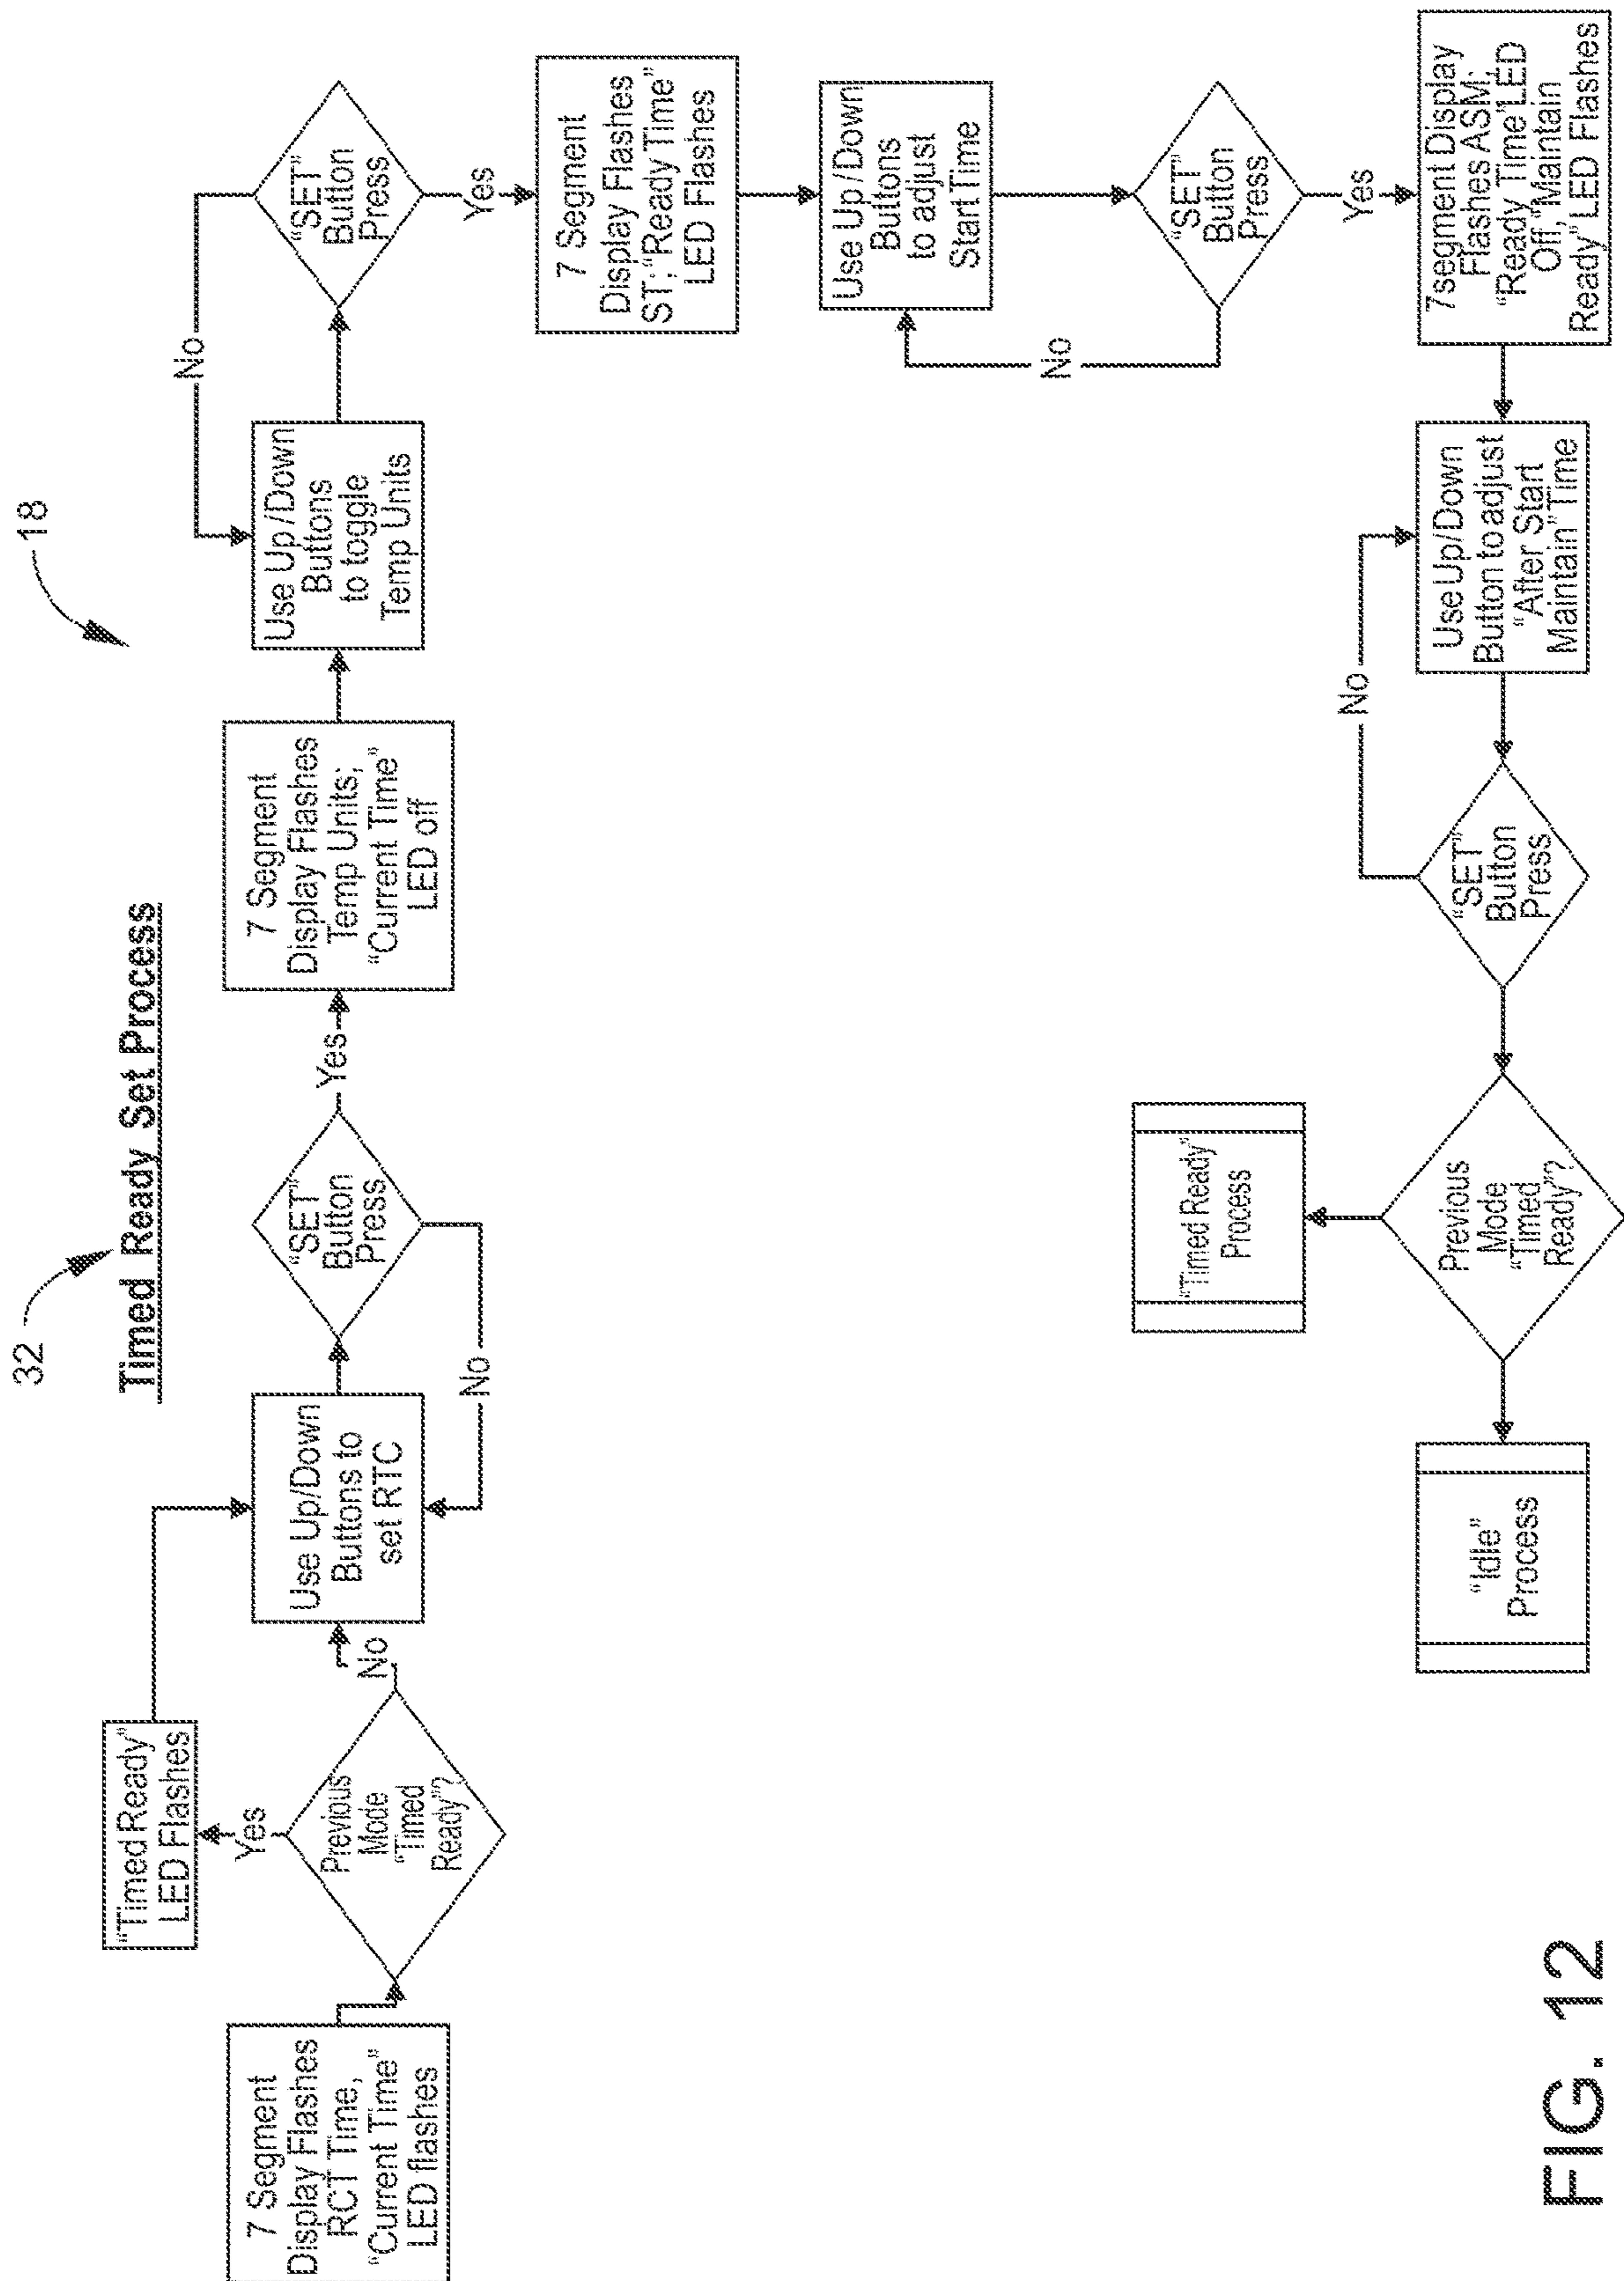 32
18
Timed Ready Set Process
7 Segment
Display Flashes
RCT Time,
"Current Time"
LED flashes
Previous
Mode
"Timed
Ready"?
Yes
"Timed Ready"
LED Flashes
No
Use Up/Down
Buttons to
set RTC
"SET"
Button
Press
No
Yes
7 Segment
Display Flashes
Temp Units;
"Current Time"
LED off
Use Up/Down
Buttons
to toggle
Temp Units
No
"SET"
Button
Press
Yes
7 Segment
Display Flashes
ST; "Ready Time"
LED Flashes
Use Up/Down
Buttons
to adjust
Start Time
No
"SET"
Button
Press
Yes
7segment Display
Flashes ASM;
"Ready Time" LED
Off, "Maintain
Ready" LED Flashes
Use Up/Down
Button to adjust
"After Start
Maintain" Time
No
"SET"
Button
Press
Previous
Mode
"Timed
Ready"?
"Timed Ready"
Process
"Idle"
Process
FIG. 12